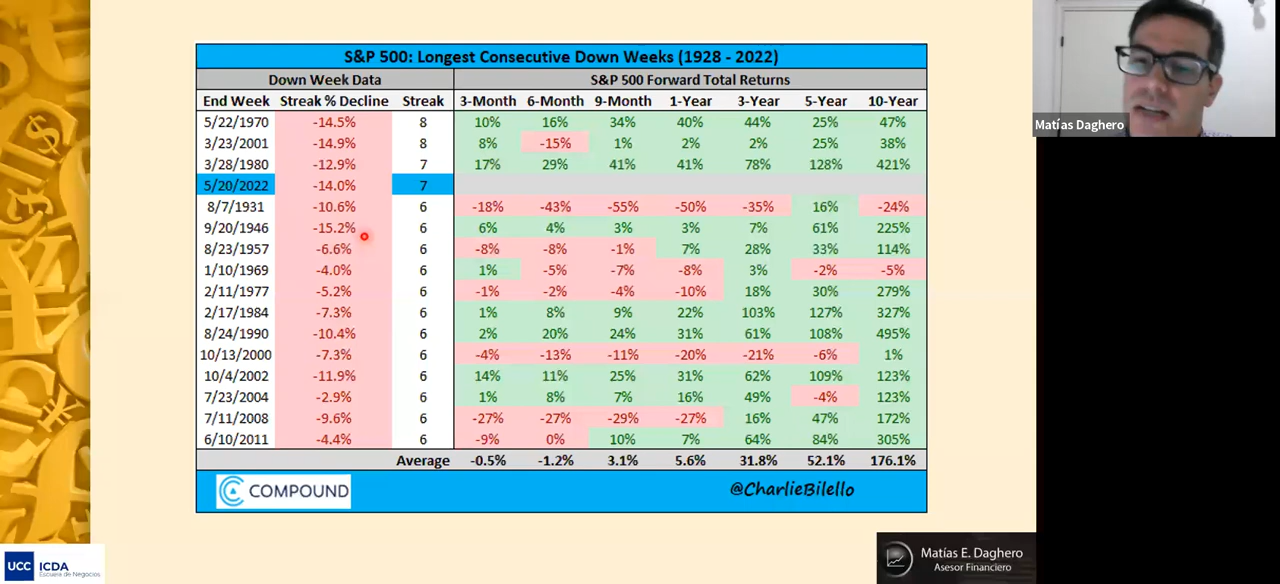 S&P 500: Longest Consecutive Down Weeks (1928 - 2022)
Down Week Data S&P 500 Forward Total Returns
End Week Streak % Decline Streak 3-Month 6-Month 9-Month 1-Year 3-Year 5-Year 10-Year
5/22/1970 -14.5% 8 10% 16% 34% 40% 44% 25% 47%
3/23/2001 -14.9% 8 8% -15% 1% 2% 2% 25% 38%
3/28/1980 -12.9% 7 17% 29% 41% 41% 78% 128% 421%
5/20/2022 -14.0% 7
8/7/1931 -10.6% 6 -18% -43% -55% -50% -35% 16% -24%
9/20/1946 -15.2% 6 6% 4% 3% 3% 7% 61% 225%
8/23/1957 -6.6% 6 -8% -8% -1% 7% 28% 33% 114%
1/10/1969 -4.0% 6 1% -5% -7% -8% 3% -2% -5%
2/11/1977 -5.2% 6 -1% -2% -4% -10% 18% 30% 279%
2/17/1984 -7.3% 6 1% 8% 9% 22% 103% 127% 327%
8/24/1990 -10.4% 6 2% 20% 24% 31% 61% 108% 495%
10/13/2000 -7.3% 6 -4% -13% -11% -20% -21% -6% 1%
10/4/2002 -11.9% 6 14% 11% 25% 31% 62% 109% 123%
7/23/2004 -2.9% 6 1% 8% 7% 16% 49% -4% 123%
7/11/2008 -9.6% 6 -27% -27% -29% -27% 16% 47% 172%
6/10/2011 -4.4% 6 -9% 0% 10% 7% 64% 84% 305%
Average -0.5% -1.2% 3.1% 5.6% 31.8% 52.1% 176.1%
COMPOUND @CharlieBilello
Matías Daghero
UCC ICDA
Escuela de Negocios
Matías E. Daghero
Asesor Financiero